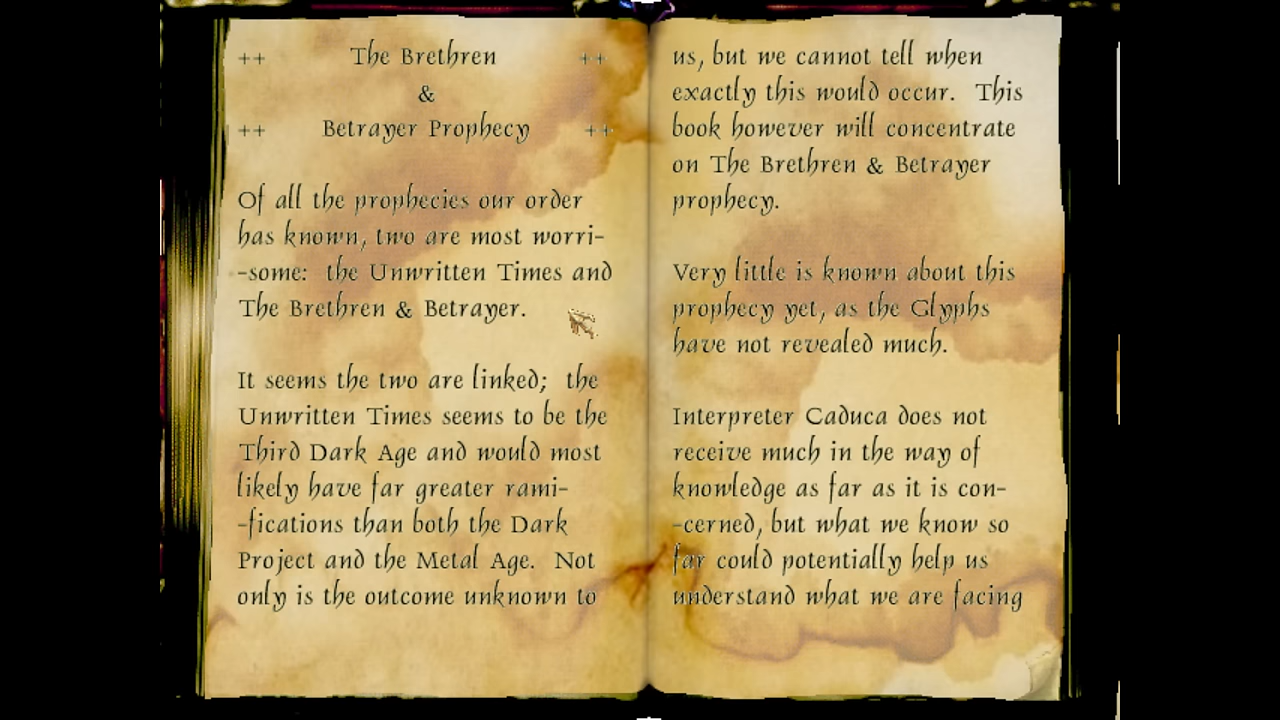 ++ The Brethren ++
&
++ Betrayer Prophecy ++
Of all the prophecies our order
has known, two are most worri-
-some: the Unwritten Times and
The Brethren & Betrayer.
It seems the two are linked; the
Unwritten Times seems to be the
Third Dark Age and would most
likely have far greater rami-
-fications than both the Dark
Project and the Metal Age. Not
only is the outcome unknown to
us, but we cannot tell when
exactly this would occur. This
book however will concentrate
on The Brethren & Betrayer
prophecy.
Very little is known about this
prophecy yet, as the Glyphs
have not revealed much.
Interpreter Caduca does not
receive much in the way of
knowledge as far as it is con-
-cerned, but what we know so
far could potentially help us
understand what we are facing